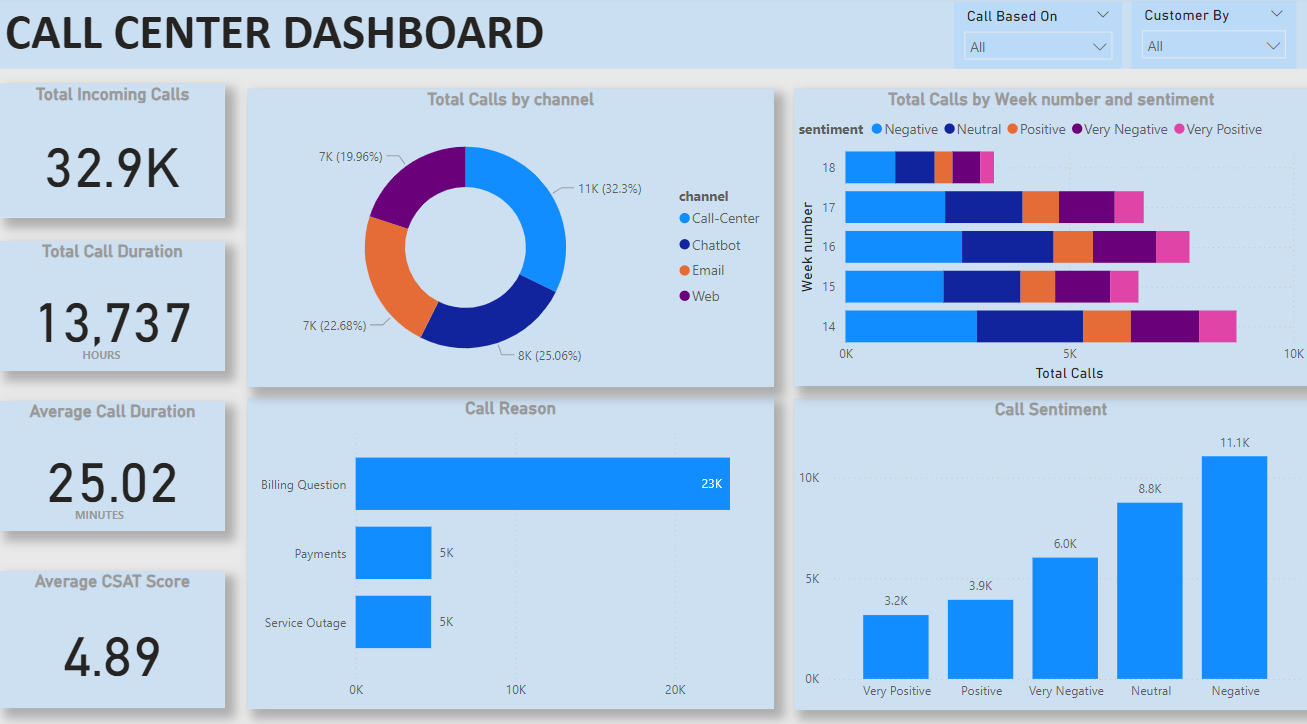 CALL CENTER DASHBOARD
Call Based On
All
Customer By
All
Total Incoming Calls
32.9K
Total Call Duration
13,737
HOURS
Average Call Duration
25.02
MINUTES
Average CSAT Score
4.89
Total Calls by channel
7K (19.96%)
11K (32.3%)
7K (22.68%)
8K (25.06%)
channel
Call-Center
Chatbot
Email
Web
Total Calls by Week number and sentiment
sentiment Negative Neutral Positive Very Negative Very Positive
Week number
18
17
16
15
14
0K 5K 10K
Total Calls
Call Reason
Billing Question 23K
Payments 5K
Service Outage 5K
0K 10K 20K
Call Sentiment
10K
5K
0K
3.2K
3.9K
6.0K
8.8K
11.1K
Very Positive Positive Very Negative Neutral Negative